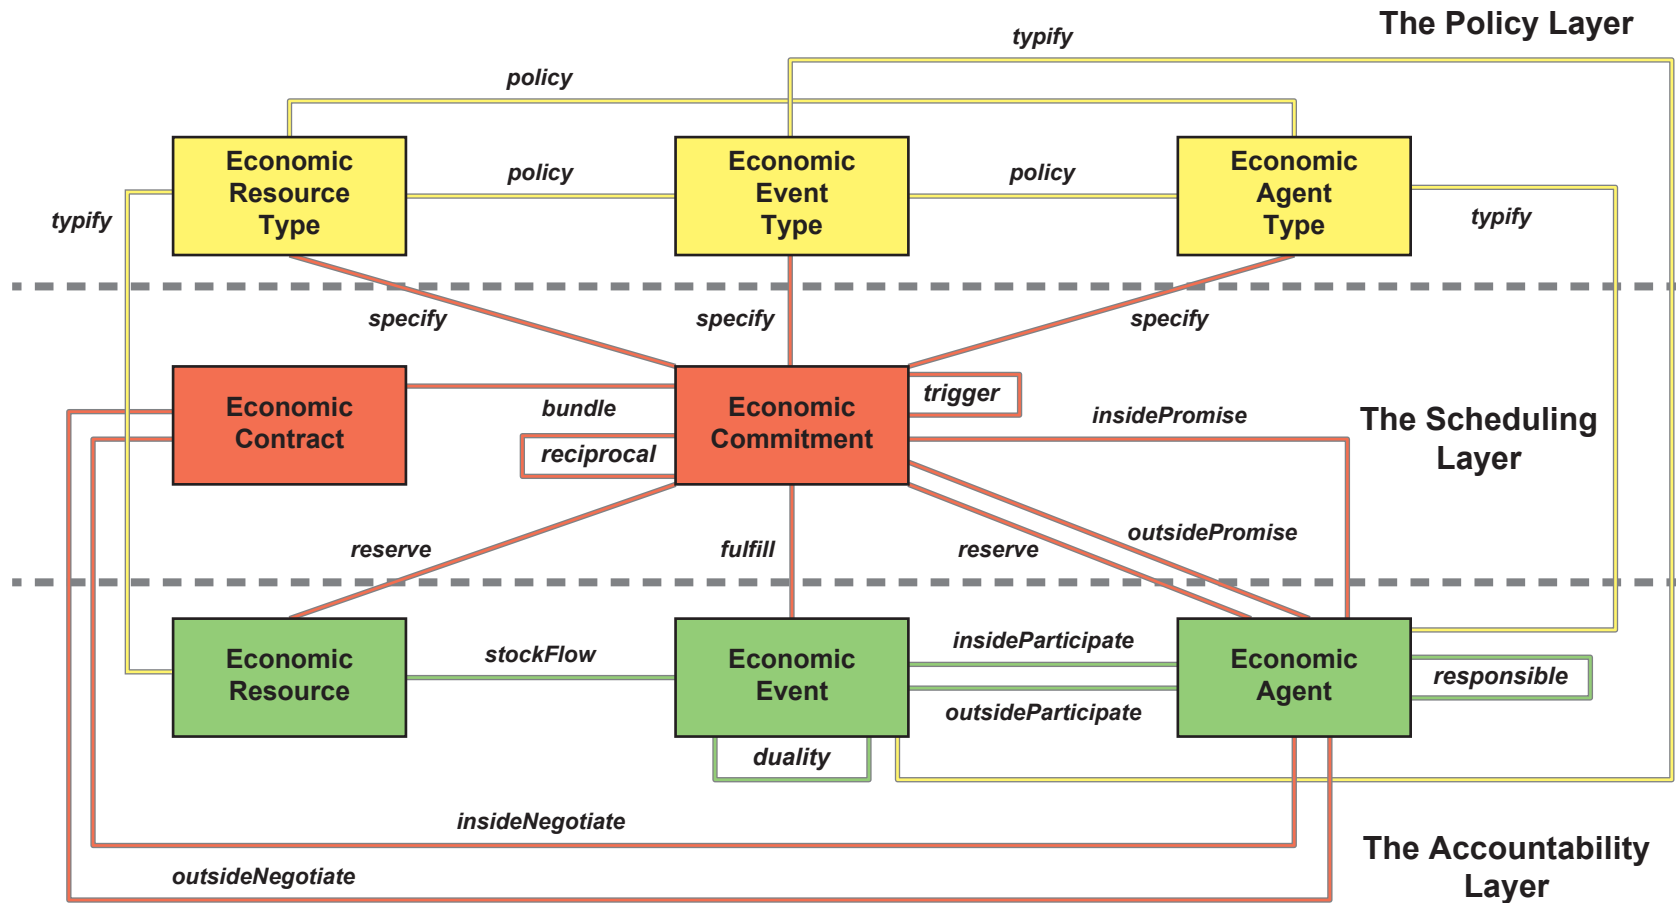 The Policy Layer
typify
policy
Economic
Resource
Type
policy
Economic
Event
Type
policy
Economic
Agent
Type
typify
typify
specify
specify
specify
Economic
Contract
bundle
reciprocal
Economic
Commitment
trigger
insidePromise
The Scheduling
Layer
reserve
fulfill
reserve
outsidePromise
Economic
Resource
stockFlow
Economic
Event
insideParticipate
outsideParticipate
Economic
Agent
responsible
duality
insideNegotiate
outsideNegotiate
The Accountability
Layer